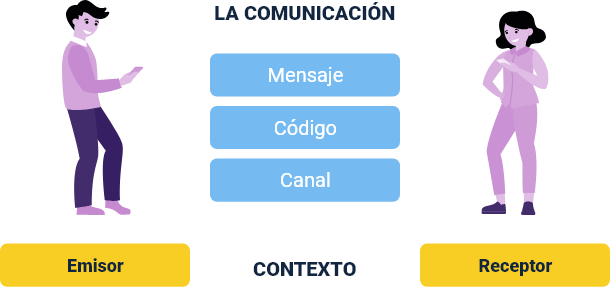 LA COMUNICACIÓN
Mensaje
Código
Canal
Emisor
CONTEXTO
Receptor